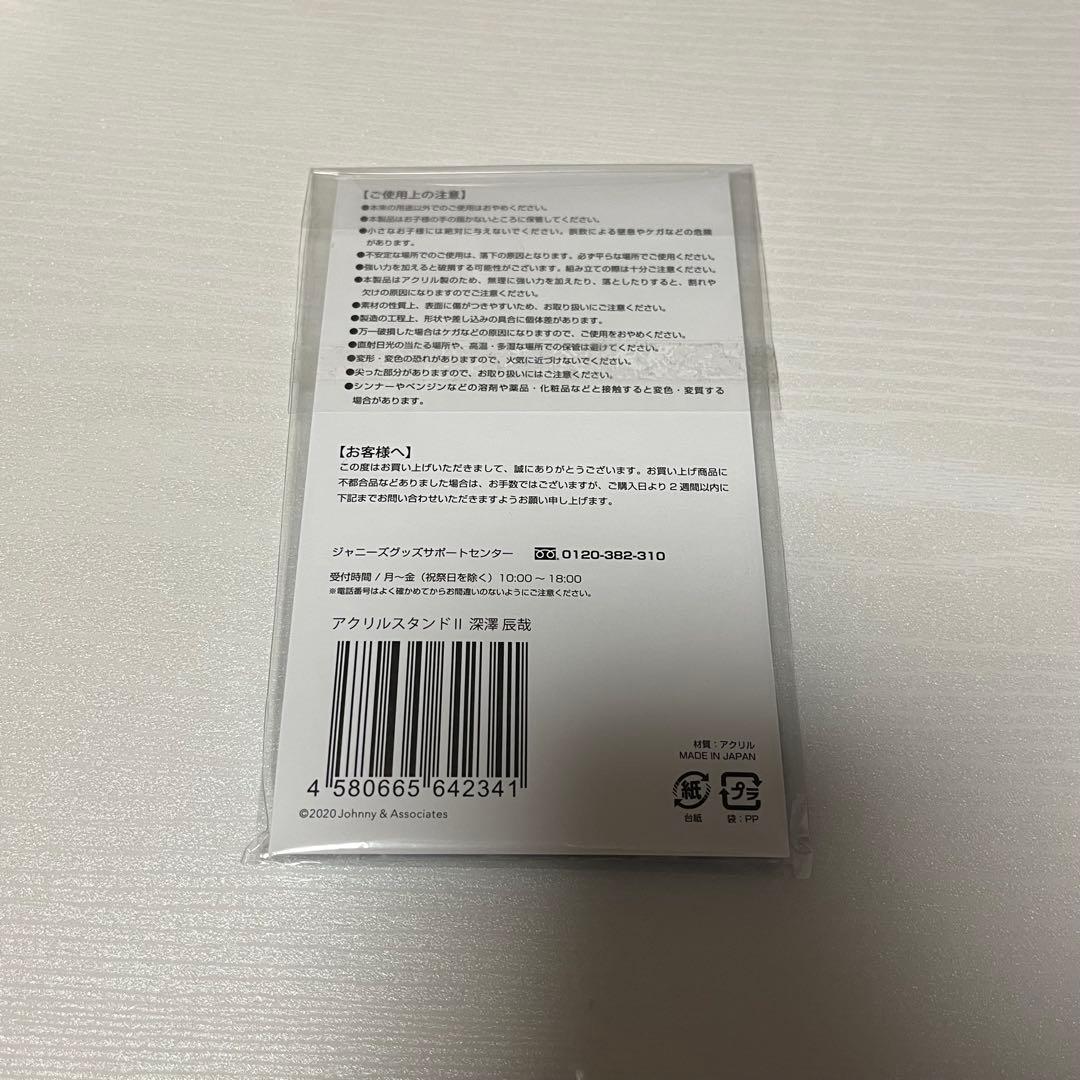 【ご使用上の注意】
●本来の用途以外でのご使用はおやめください。
●本製品はお子様の手の届かないところに保管してください。
●小さなお子様には絶対に与えないでください。誤飲による窒息やケガなどの危険
があります。
●不安定な場所でのご使用は、落下の原因となります。必ず平らな場所でご使用ください。
●強い力を加えると破損する可能性がございます。組み立ての際は十分ご注意ください。
●本製品はアクリル製のため、無理に強い力を加えたり、落としたりすると、割れや
欠けの原因になりますのでご注意ください。
●素材の性質上、表面に傷がつきやすいため、お取り扱いにご注意ください。
●製造の工程上、形状や差し込みの具合に個体差があります。
●万一破損した場合はケガなどの原因になりますので、ご使用をおやめください。
●直射日光の当たる場所や、高温・多湿な場所での保管は避けてください。
●変形・変色の恐れがありますので、火気に近づけないでください。
●尖った部分がありますので、お取り扱いにはご注意ください。
●シンナーやベンジンなどの溶剤や薬品・化粧品などと接触すると変色・変質する
場合があります。
【お客様へ】
この度はお買い上げいただきまして、誠にありがとうございます。お買い上げ商品に
不都合品などありました場合は、お手数ではございますが、ご購入日より2週間以内に
下記までお問い合わせいただきますようお願い申し上げます。
ジャニーズグッズサポートセンター 0120-382-310
受付時間 / 月〜金（祝祭日を除く）10:00 〜 18:00
※電話番号はよく確かめてからお間違いのないようにご注意ください。
アクリルスタンドⅡ 深澤 辰哉
4 580665 642341
©2020 Johnny & Associates
材質：アクリル
MADE IN JAPAN
紙 プラ
台紙 袋：PP